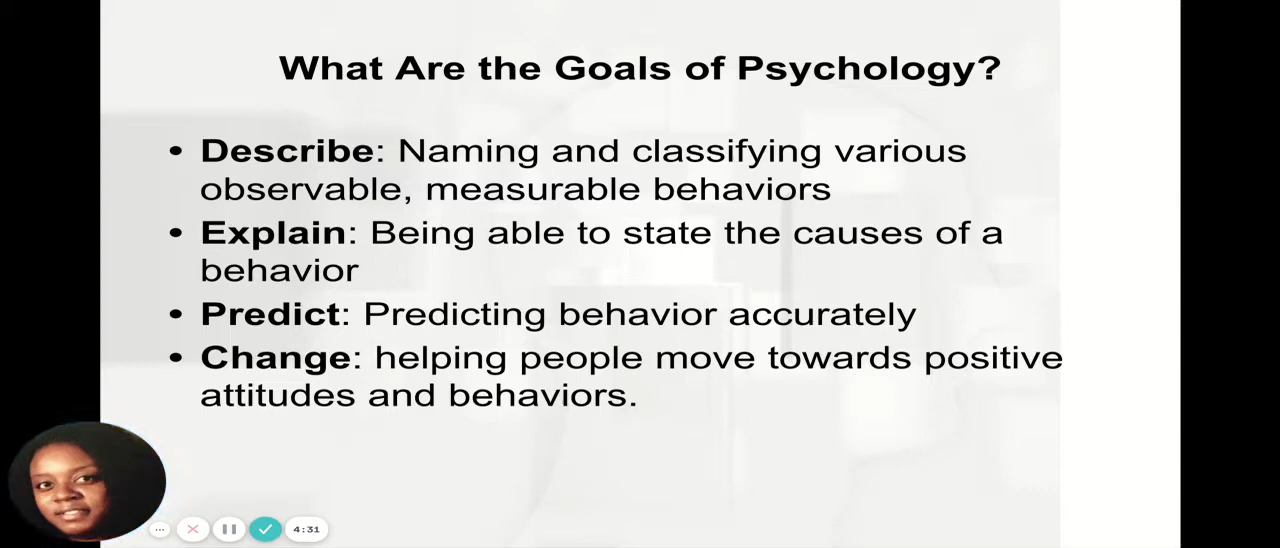 What Are the Goals of Psychology?
• Describe: Naming and classifying various
observable, measurable behaviors
• Explain: Being able to state the causes of a
behavior
• Predict: Predicting behavior accurately
• Change: helping people move towards positive
attitudes and behaviors.
4:31